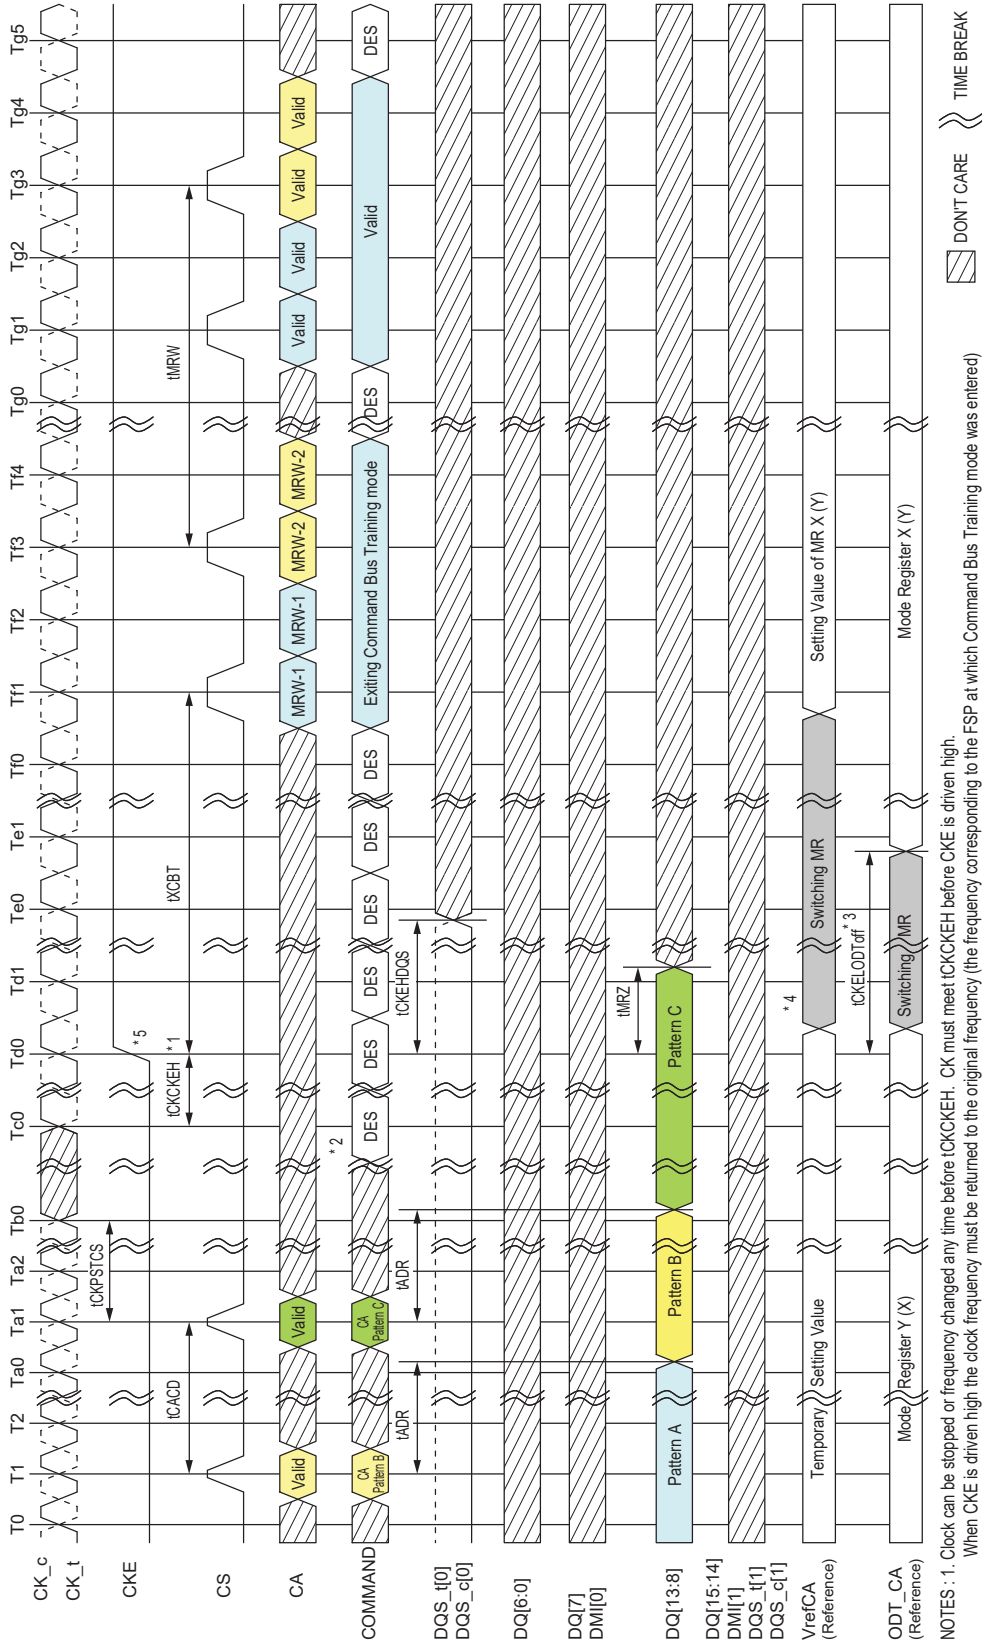 T0 T1 T2 Ta0 Ta1 Ta2 Tb0 Tc0 Td0 Td1 Te0 Te1 Tf0 Tf1 Tf2 Tf3 Tf4 Tg0 Tg1 Tg2 Tg3 Tg4 Tg5
CK_c
CK_t
tCKPSTCS
CKE
* 5
tCACD
tCKCKEH
* 1
tXCBT
tMRW
CS
CA
Valid Valid MRW-1 MRW-1 MRW-2 MRW-2 Valid Valid Valid Valid
* 2
COMMAND
CA
Pattern B
CA
Pattern C
DES DES DES DES DES DES Exiting Command Bus Training mode DES Valid DES
tADR tADR tCKEHDQS
DQS_t[0]
DQS_c[0]
DQ[6:0]
DQ[7]
DMI[0]
tMRZ
DQ[13:8]
Pattern A Pattern B Pattern C
DQ[15:14]
DMI[1]
DQS_t[1]
DQS_c[1]
* 4
VrefCA
(Reference)
Temporary Setting Value Switching MR Setting Value of MR X (Y)
tCKELODToff
* 3
ODT_CA
(Reference)
Mode Register Y (X) Switching MR Mode Register X (Y)
DON'T CARE
TIME BREAK
NOTES : 1. Clock can be stopped or frequency changed any time before tCKCKEH. CK must meet tCKCKEH before CKE is driven high.
When CKE is driven high the clock frequency must be returned to the original frequency (the frequency corresponding to the FSP at which Command Bus Training mode was entered)